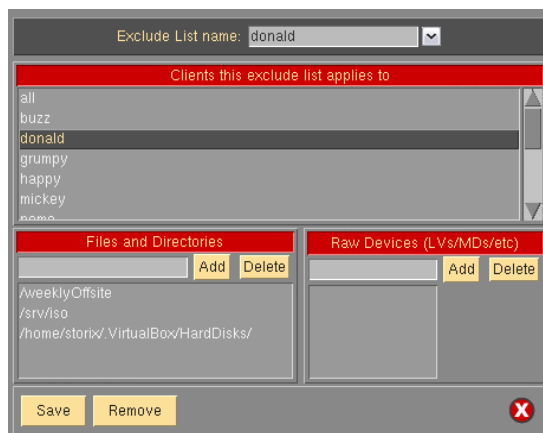 Exclude List name: donald
Clients this exclude list applies to
all
buzz
donald
grumpy
happy
mickey
Files and Directories
Add Delete
/weeklyOffsite
/srv/iso
/home/storix/.VirtualBox/HardDisks/
Raw Devices (LVs/MDs/etc)
Add Delete
Save Remove